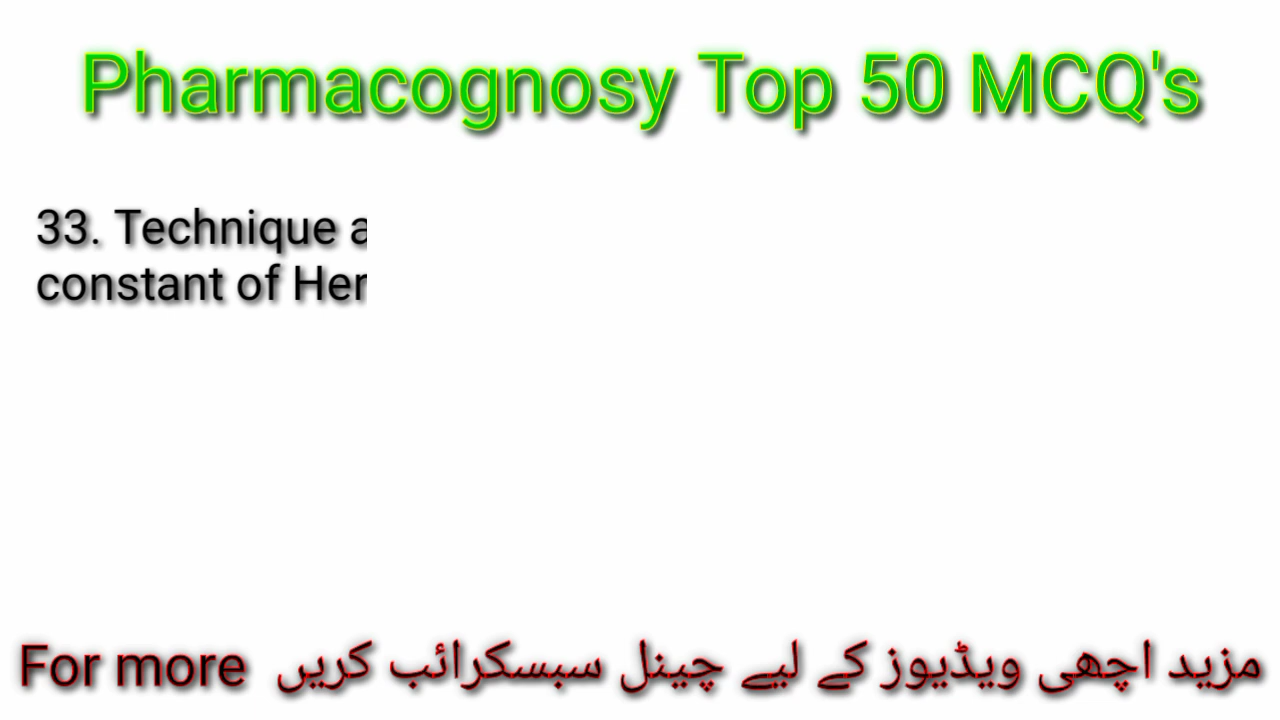 Pharmacognosy Top 50 MCQ's
33. Technique a
constant of Her
For more مزید اچھی ویڈیوز کے لیے چینل سبسکرائب کریں